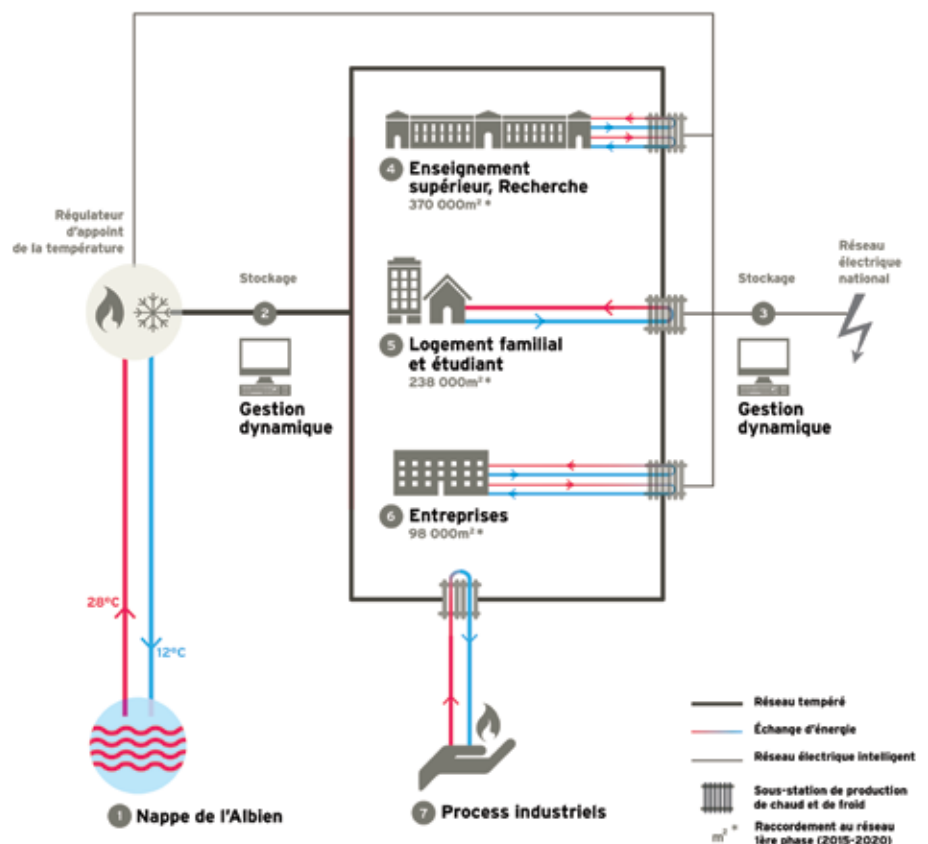 4
Enseignement
supérieur, Recherche
370 000m² *
Régulateur
d'appoint
de la température
Stockage
2
Gestion
dynamique
5
Logement familial
et étudiant
238 000m² *
Stockage
3
Gestion
dynamique
Réseau
électrique
national
6
Entreprises
98 000m² *
28°C
12°C
1 Nappe de l'Albien
7 Process industriels
Réseau tempéré
Échange d'énergie
Réseau électrique intelligent
Sous-station de production
de chaud et de froid
m² * Raccordement au réseau
1ère phase (2015-2020)